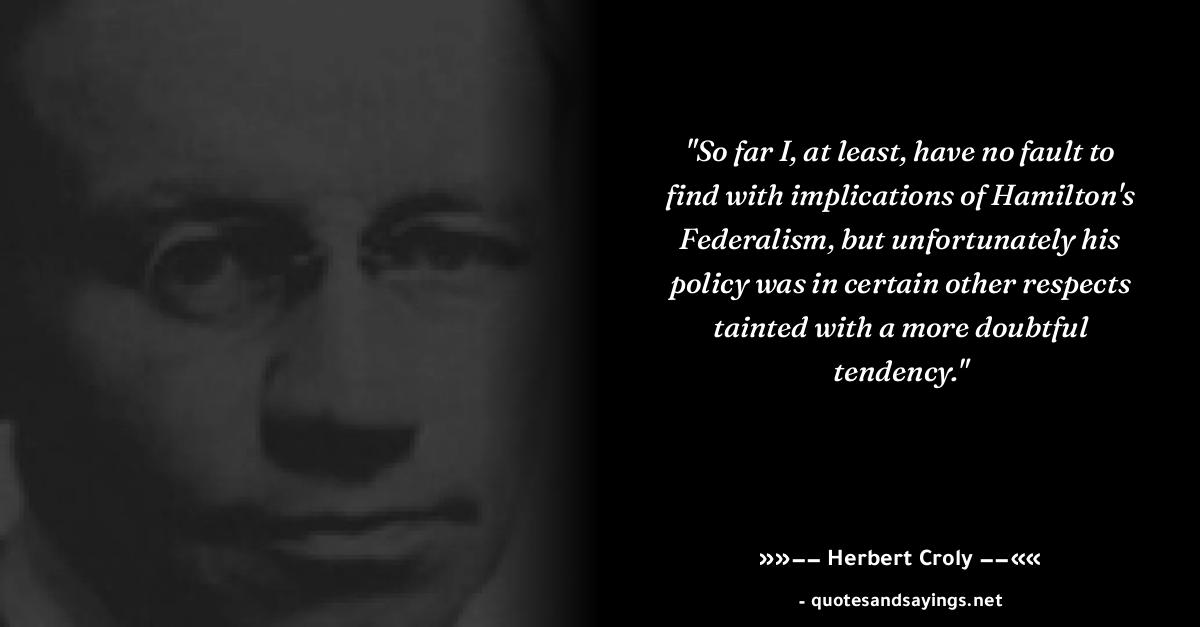 "So far I, at least, have no fault to
find with implications of Hamilton's
Federalism, but unfortunately his
policy was in certain other respects
tainted with a more doubtful
tendency."
»»―― Herbert Croly ――««
- quotesandsayings.net